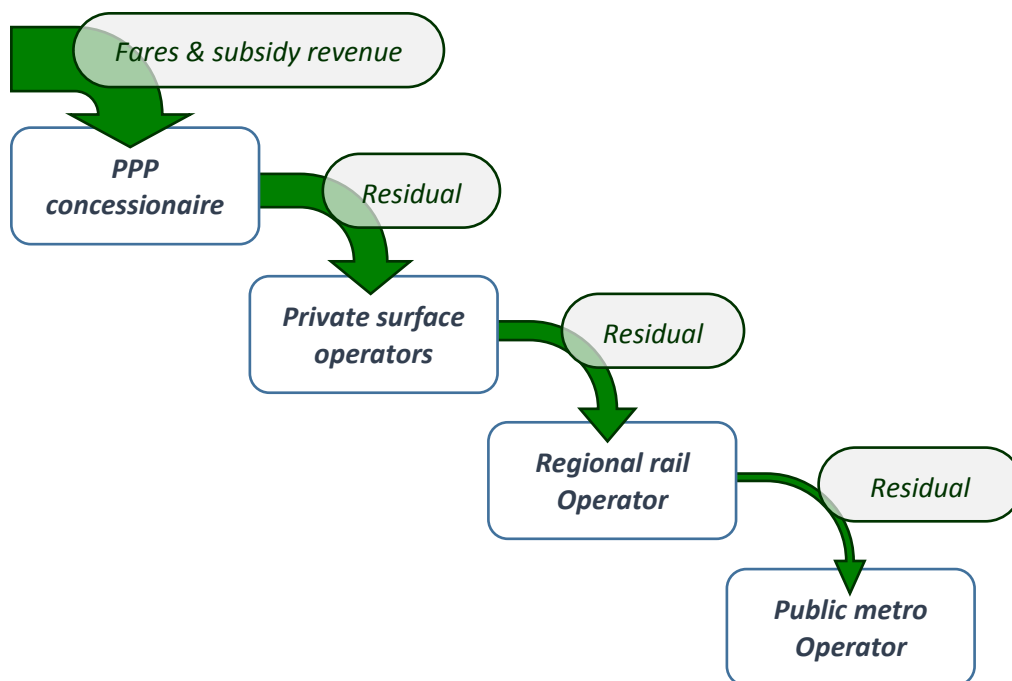 Fares & subsidy revenue
PPP
concessionaire
Residual
Private surface
operators
Residual
Regional rail
Operator
Residual
Public metro
Operator